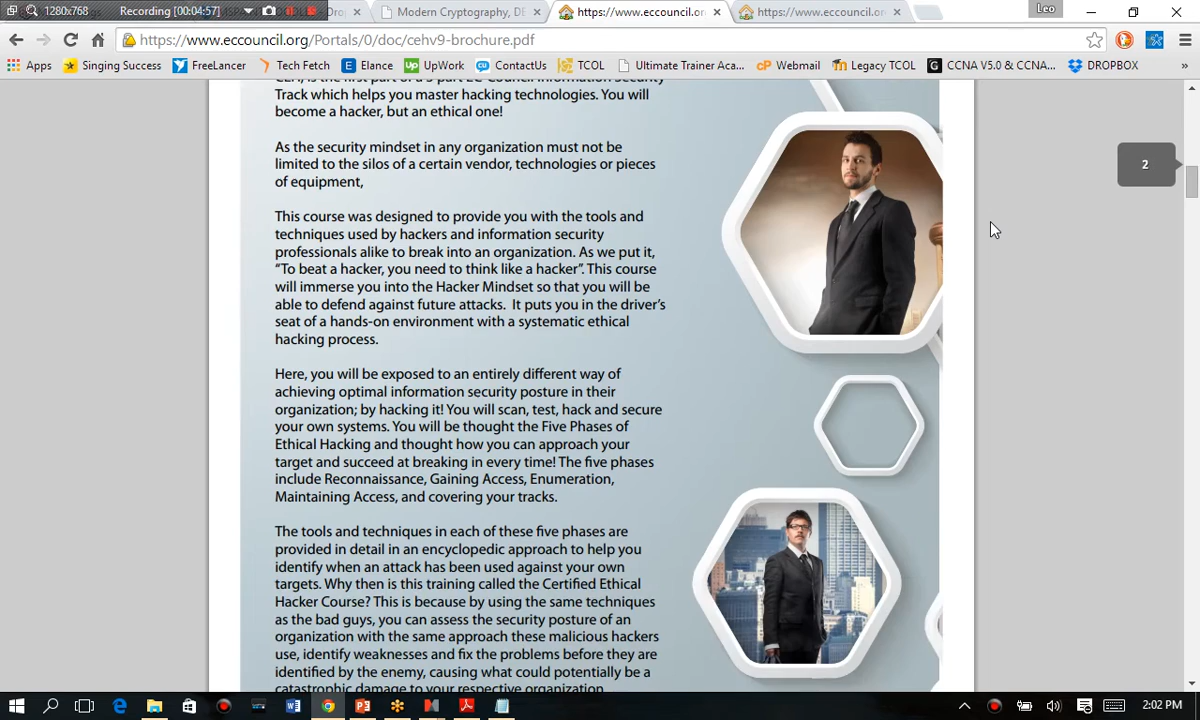 1280x768
Recording [00:04:57]
Modern Cryptography, DE
https://www.eccouncil.or
https://www.eccouncil.or
Leo
https://www.eccouncil.org/Portals/0/doc/cehv9-brochure.pdf
Apps
Singing Success
FreeLancer
Tech Fetch
Elance
UpWork
ContactUs
TCOL
Ultimate Trainer Aca...
Webmail
Legacy TCOL
CCNA V5.0 & CCNA...
DROPBOX
»
Track which helps you master hacking technologies. You will
become a hacker, but an ethical one!
As the security mindset in any organization must not be
limited to the silos of a certain vendor, technologies or pieces
of equipment,
This course was designed to provide you with the tools and
techniques used by hackers and information security
professionals alike to break into an organization. As we put it,
“To beat a hacker, you need to think like a hacker”. This course
will immerse you into the Hacker Mindset so that you will be
able to defend against future attacks. It puts you in the driver’s
seat of a hands-on environment with a systematic ethical
hacking process.
Here, you will be exposed to an entirely different way of
achieving optimal information security posture in their
organization; by hacking it! You will scan, test, hack and secure
your own systems. You will be thought the Five Phases of
Ethical Hacking and thought how you can approach your
target and succeed at breaking in every time! The five phases
include Reconnaissance, Gaining Access, Enumeration,
Maintaining Access, and covering your tracks.
The tools and techniques in each of these five phases are
provided in detail in an encyclopedic approach to help you
identify when an attack has been used against your own
targets. Why then is this training called the Certified Ethical
Hacker Course? This is because by using the same techniques
as the bad guys, you can assess the security posture of an
organization with the same approach these malicious hackers
use, identify weaknesses and fix the problems before they are
identified by the enemy, causing what could potentially be a
catastrophic damage to your respective organization
2
2:02 PM